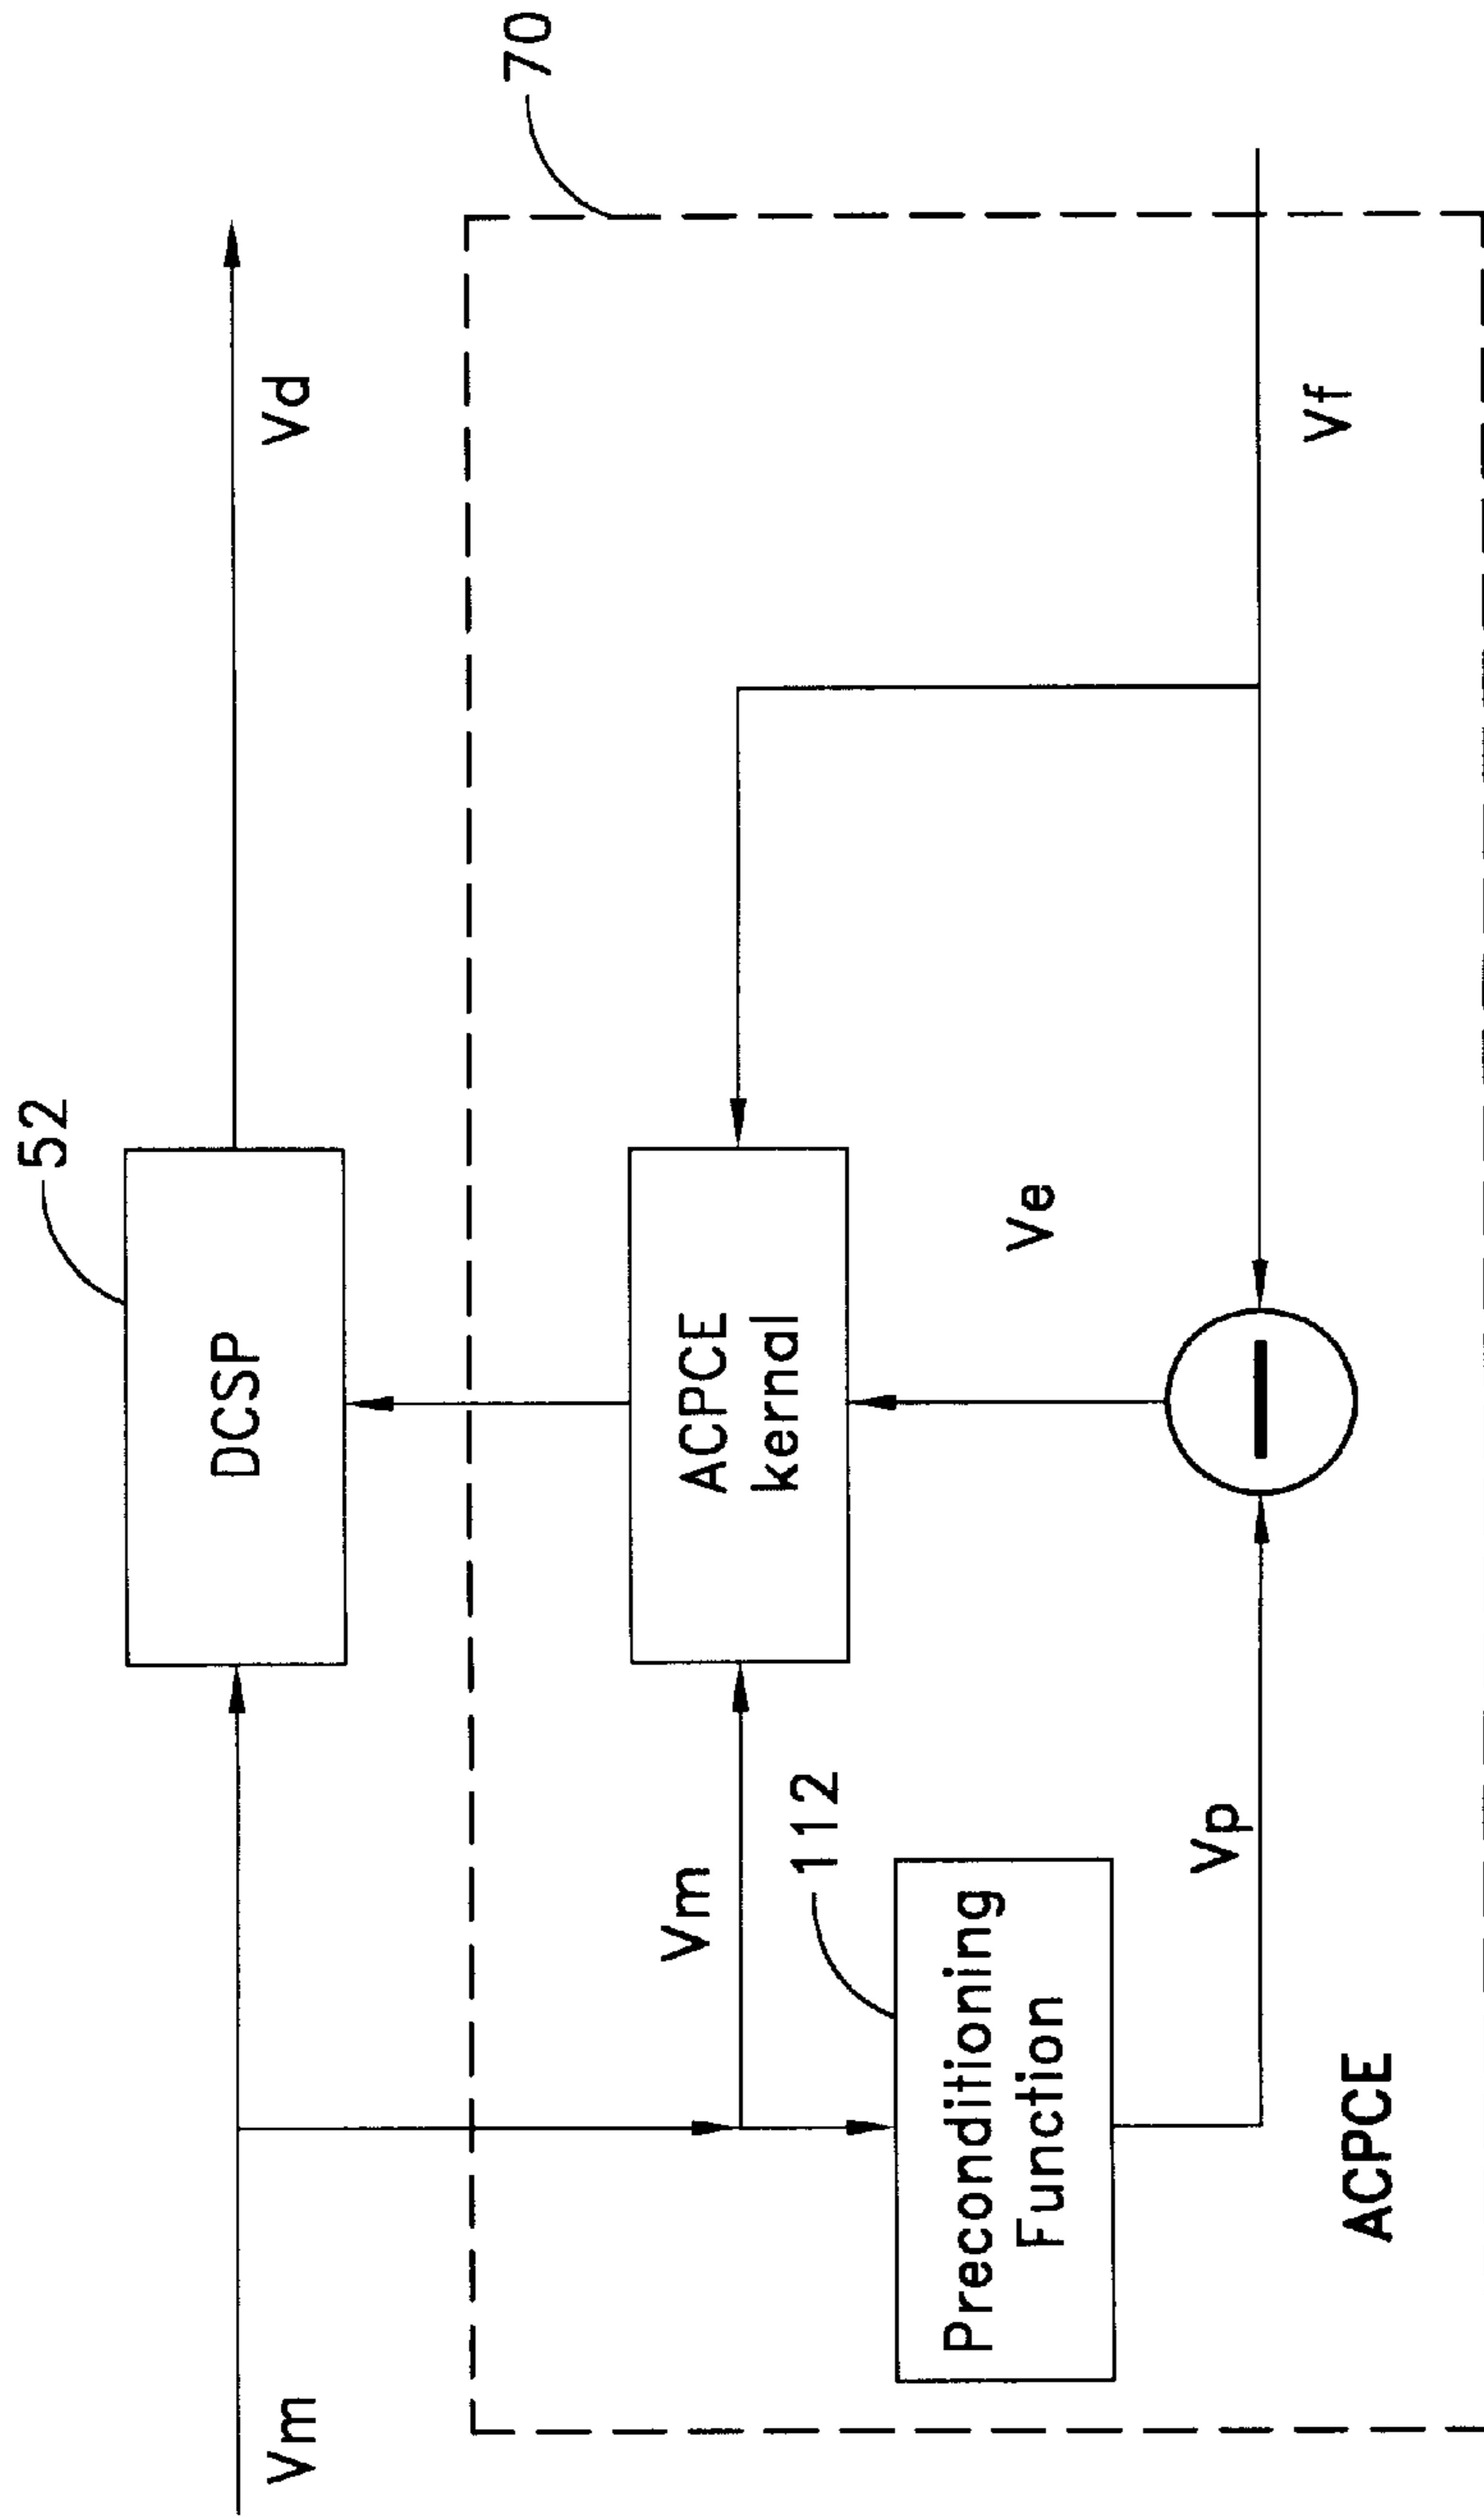 52
DCSP
Vm
Vd
70
Vm
ACPCE
kernal
112
Preconditioning
Function
Ve
Vp
Vf
ACPCE